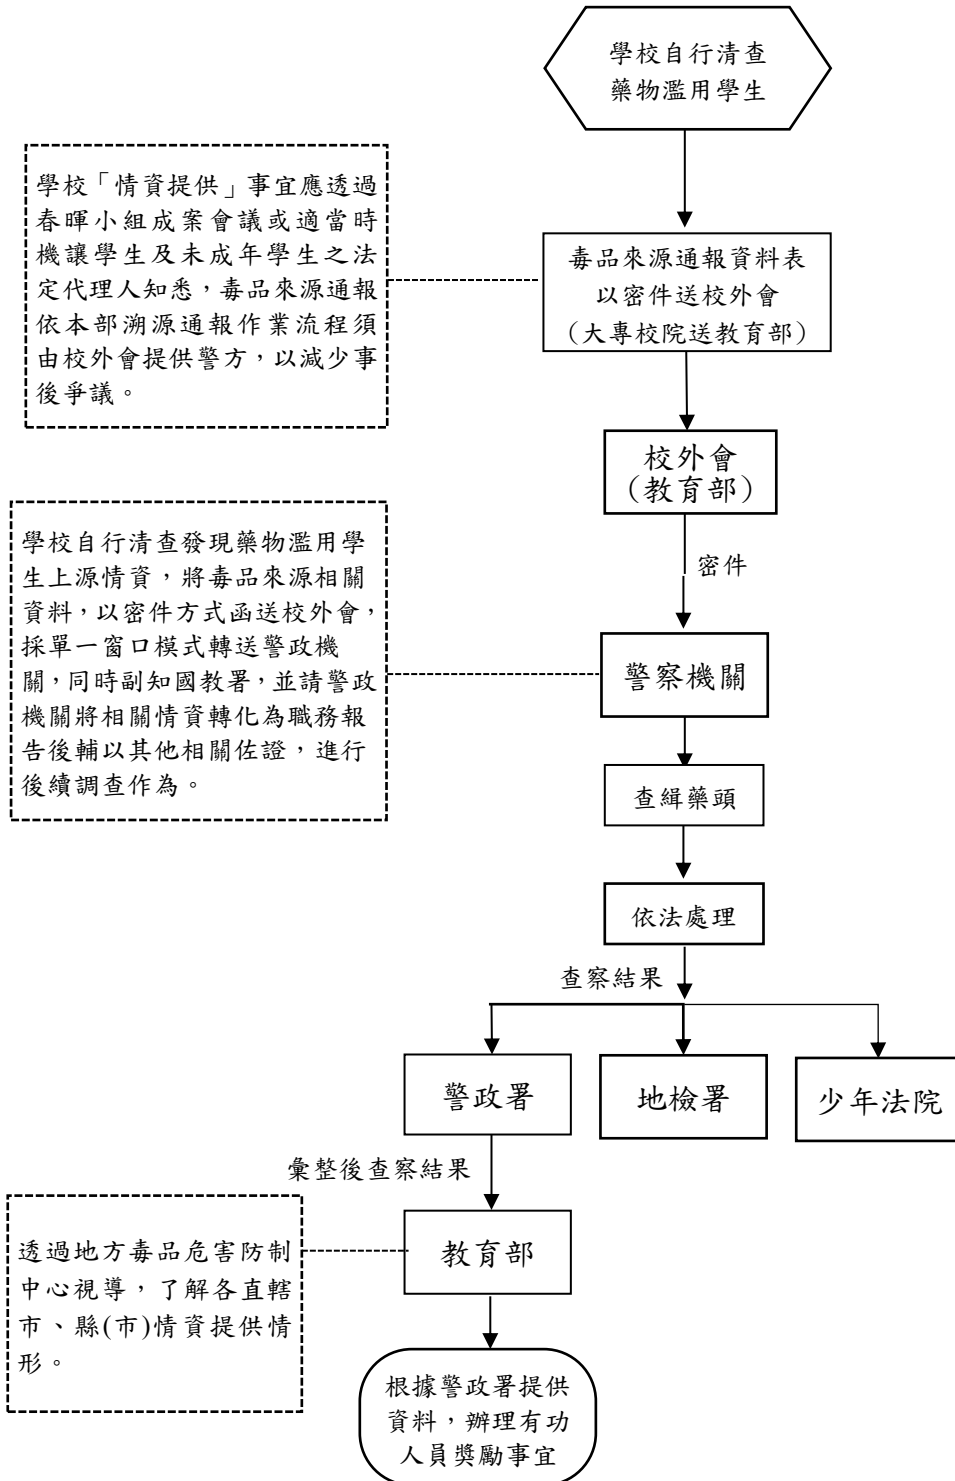 學校自行清查
藥物濫用學生
學校「情資提供」事宜應透過
春暉小組成案會議或適當時
機讓學生及未成年學生之法
定代理人知悉,毒品來源通報
依本部溯源通報作業流程須
由校外會提供警方,以減少事
後爭議。
毒品來源通報資料表
以密件送校外會
(大專校院送教育部)
校外會
(教育部)
學校自行清查發現藥物濫用學
生上源情資,將毒品來源相關
資料,以密件方式函送校外會,
採單一窗口模式轉送警政機
關,同時副知國教署,並請警政
機關將相關情資轉化為職務報
告後輔以其他相關佐證,進行
後續調查作為。
密件
警察機關
查緝藥頭
依法處理
查察結果
警政署
地檢署
少年法院
彙整後查察結果
透過地方毒品危害防制
中心視導,了解各直轄
市、縣(市)情資提供情
形。
教育部
根據警政署提供
資料,辦理有功
人員獎勵事宜